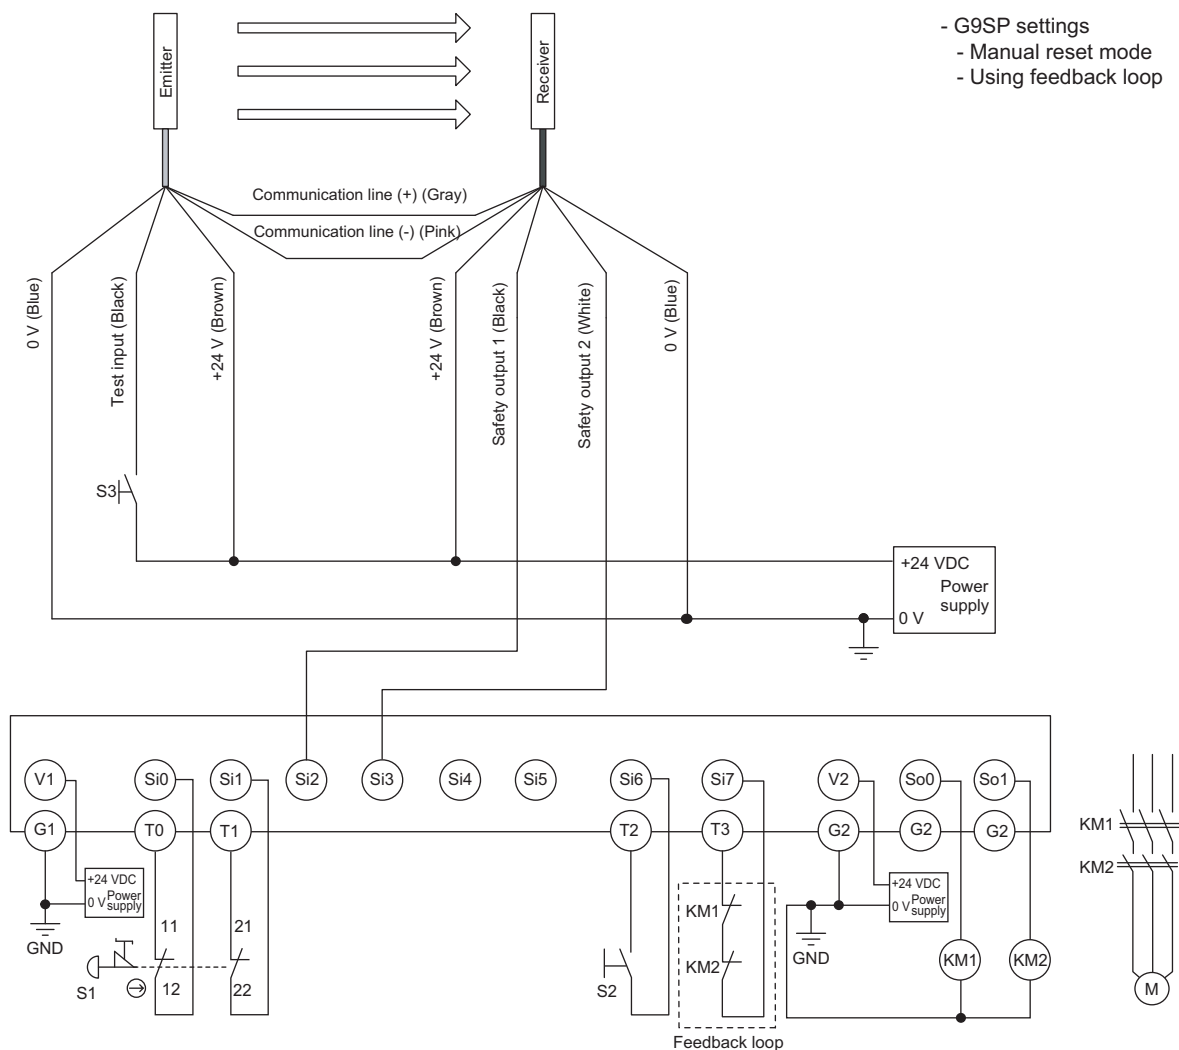 - G9SP settings
- Manual reset mode
- Using feedback loop
Emitter
Receiver
Communication line (+) (Gray)
Communication line (-) (Pink)
0 V (Blue)
Test input (Black)
+24 V (Brown)
+24 V (Brown)
Safety output 1 (Black)
Safety output 2 (White)
0 V (Blue)
S3
+24 VDC
Power
supply
0 V
V1
Si0
Si1
Si2
Si3
Si4
Si5
Si6
Si7
V2
So0
So1
G1
T0
T1
T2
T3
G2
G2
G2
KM1
KM2
M
+24 VDC
0 V Power
supply
GND
11
21
S1
12
22
S2
KM1
KM2
Feedback loop
+24 VDC
0 V Power
supply
GND
KM1
KM2